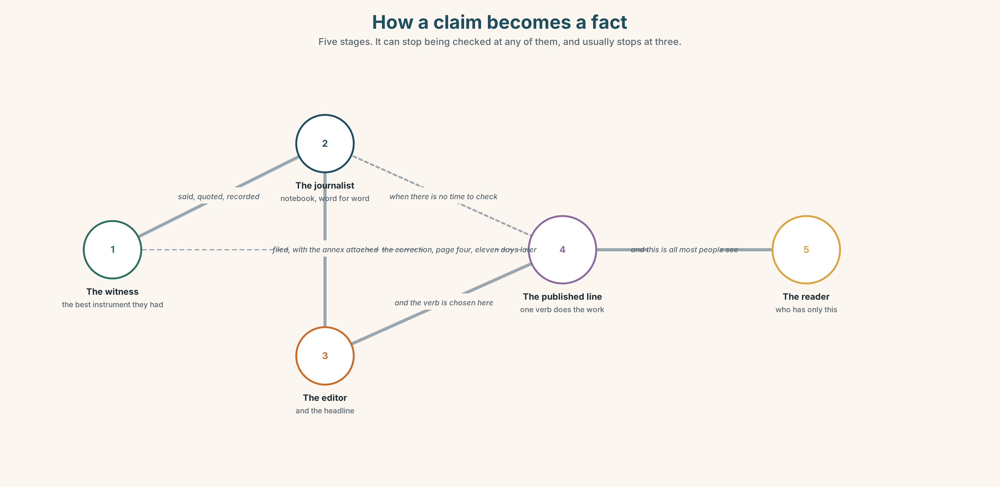 How a claim becomes a fact
Five stages. It can stop being checked at any of them, and usually stops at three.
2
The journalist
notebook, word for word
said, quoted, recorded
when there is no time to check
1
The witness
the best instrument they had
filed, with the annex attached
the correction, page four, eleven days later
4
The published line
one verb does the work
and this is all most people see
5
The reader
who has only this
and the verb is chosen here
3
The editor
and the headline